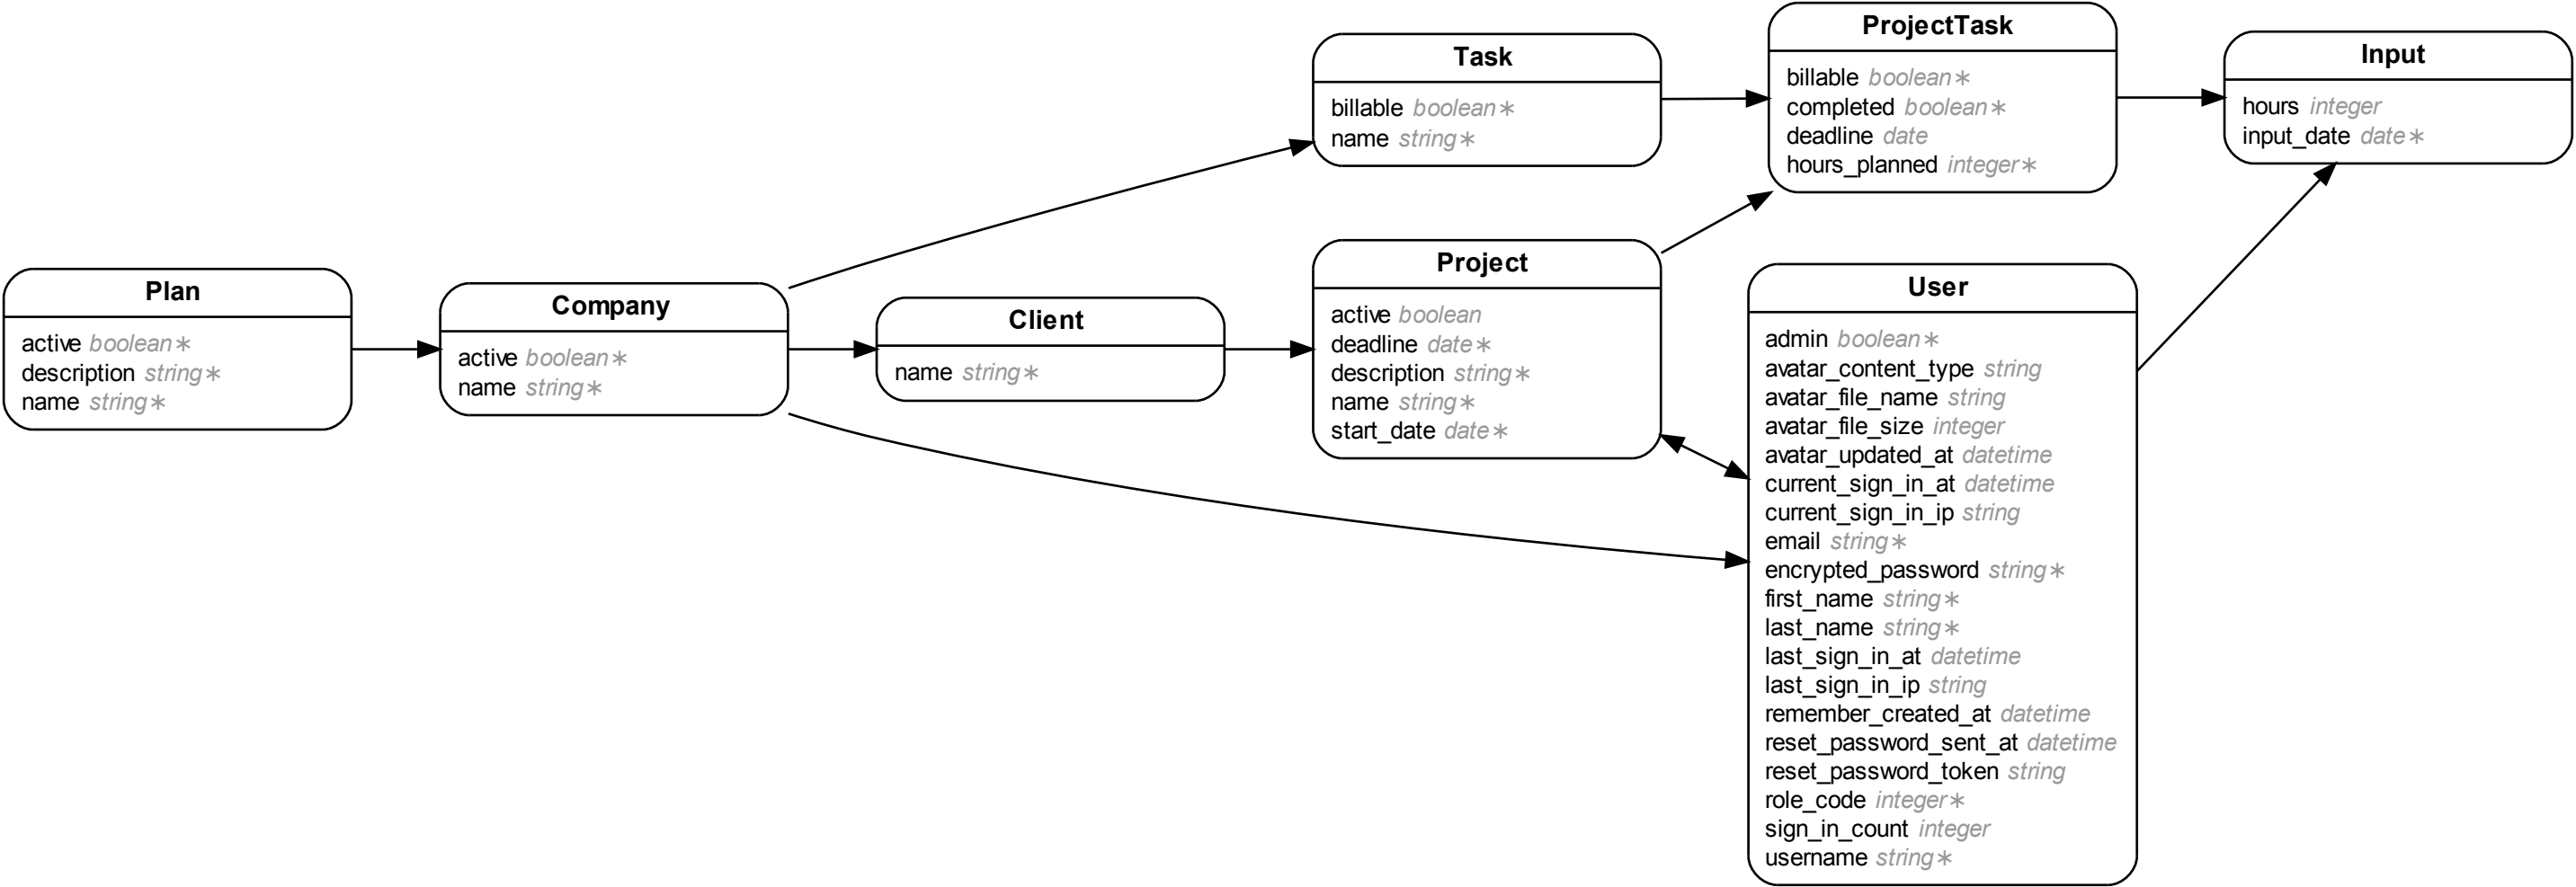 Plan
active boolean∗
description string∗
name string∗
Company
active boolean∗
name string∗
Client
name string∗
Task
billable boolean∗
name string∗
Project
active boolean
deadline date∗
description string∗
name string∗
start_date date∗
ProjectTask
billable boolean∗
completed boolean∗
deadline date
hours_planned integer∗
User
admin boolean∗
avatar_content_type string
avatar_file_name string
avatar_file_size integer
avatar_updated_at datetime
current_sign_in_at datetime
current_sign_in_ip string
email string∗
encrypted_password string∗
first_name string∗
last_name string∗
last_sign_in_at datetime
last_sign_in_ip string
remember_created_at datetime
reset_password_sent_at datetime
reset_password_token string
role_code integer∗
sign_in_count integer
username string∗
Input
hours integer
input_date date∗